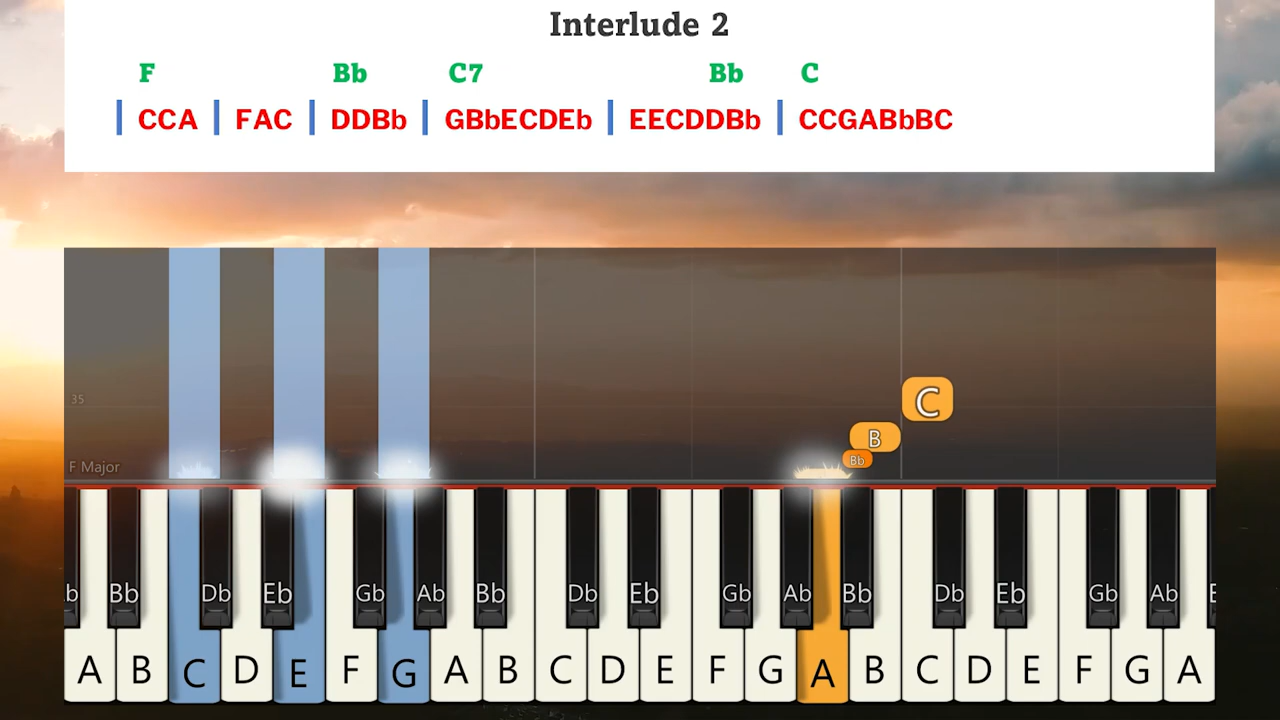 Interlude 2
F Bb C7 Bb C
| CCA | FAC | DDBb | GBbECDEb | EECDDBb | CCGABbBC
C
B
Bb
35
F Major
b Bb Db Eb Gb Ab Bb Db Eb Gb Ab Bb Db Eb Gb Ab E
A B C D E F G A B C D E F G A B C D E F G A